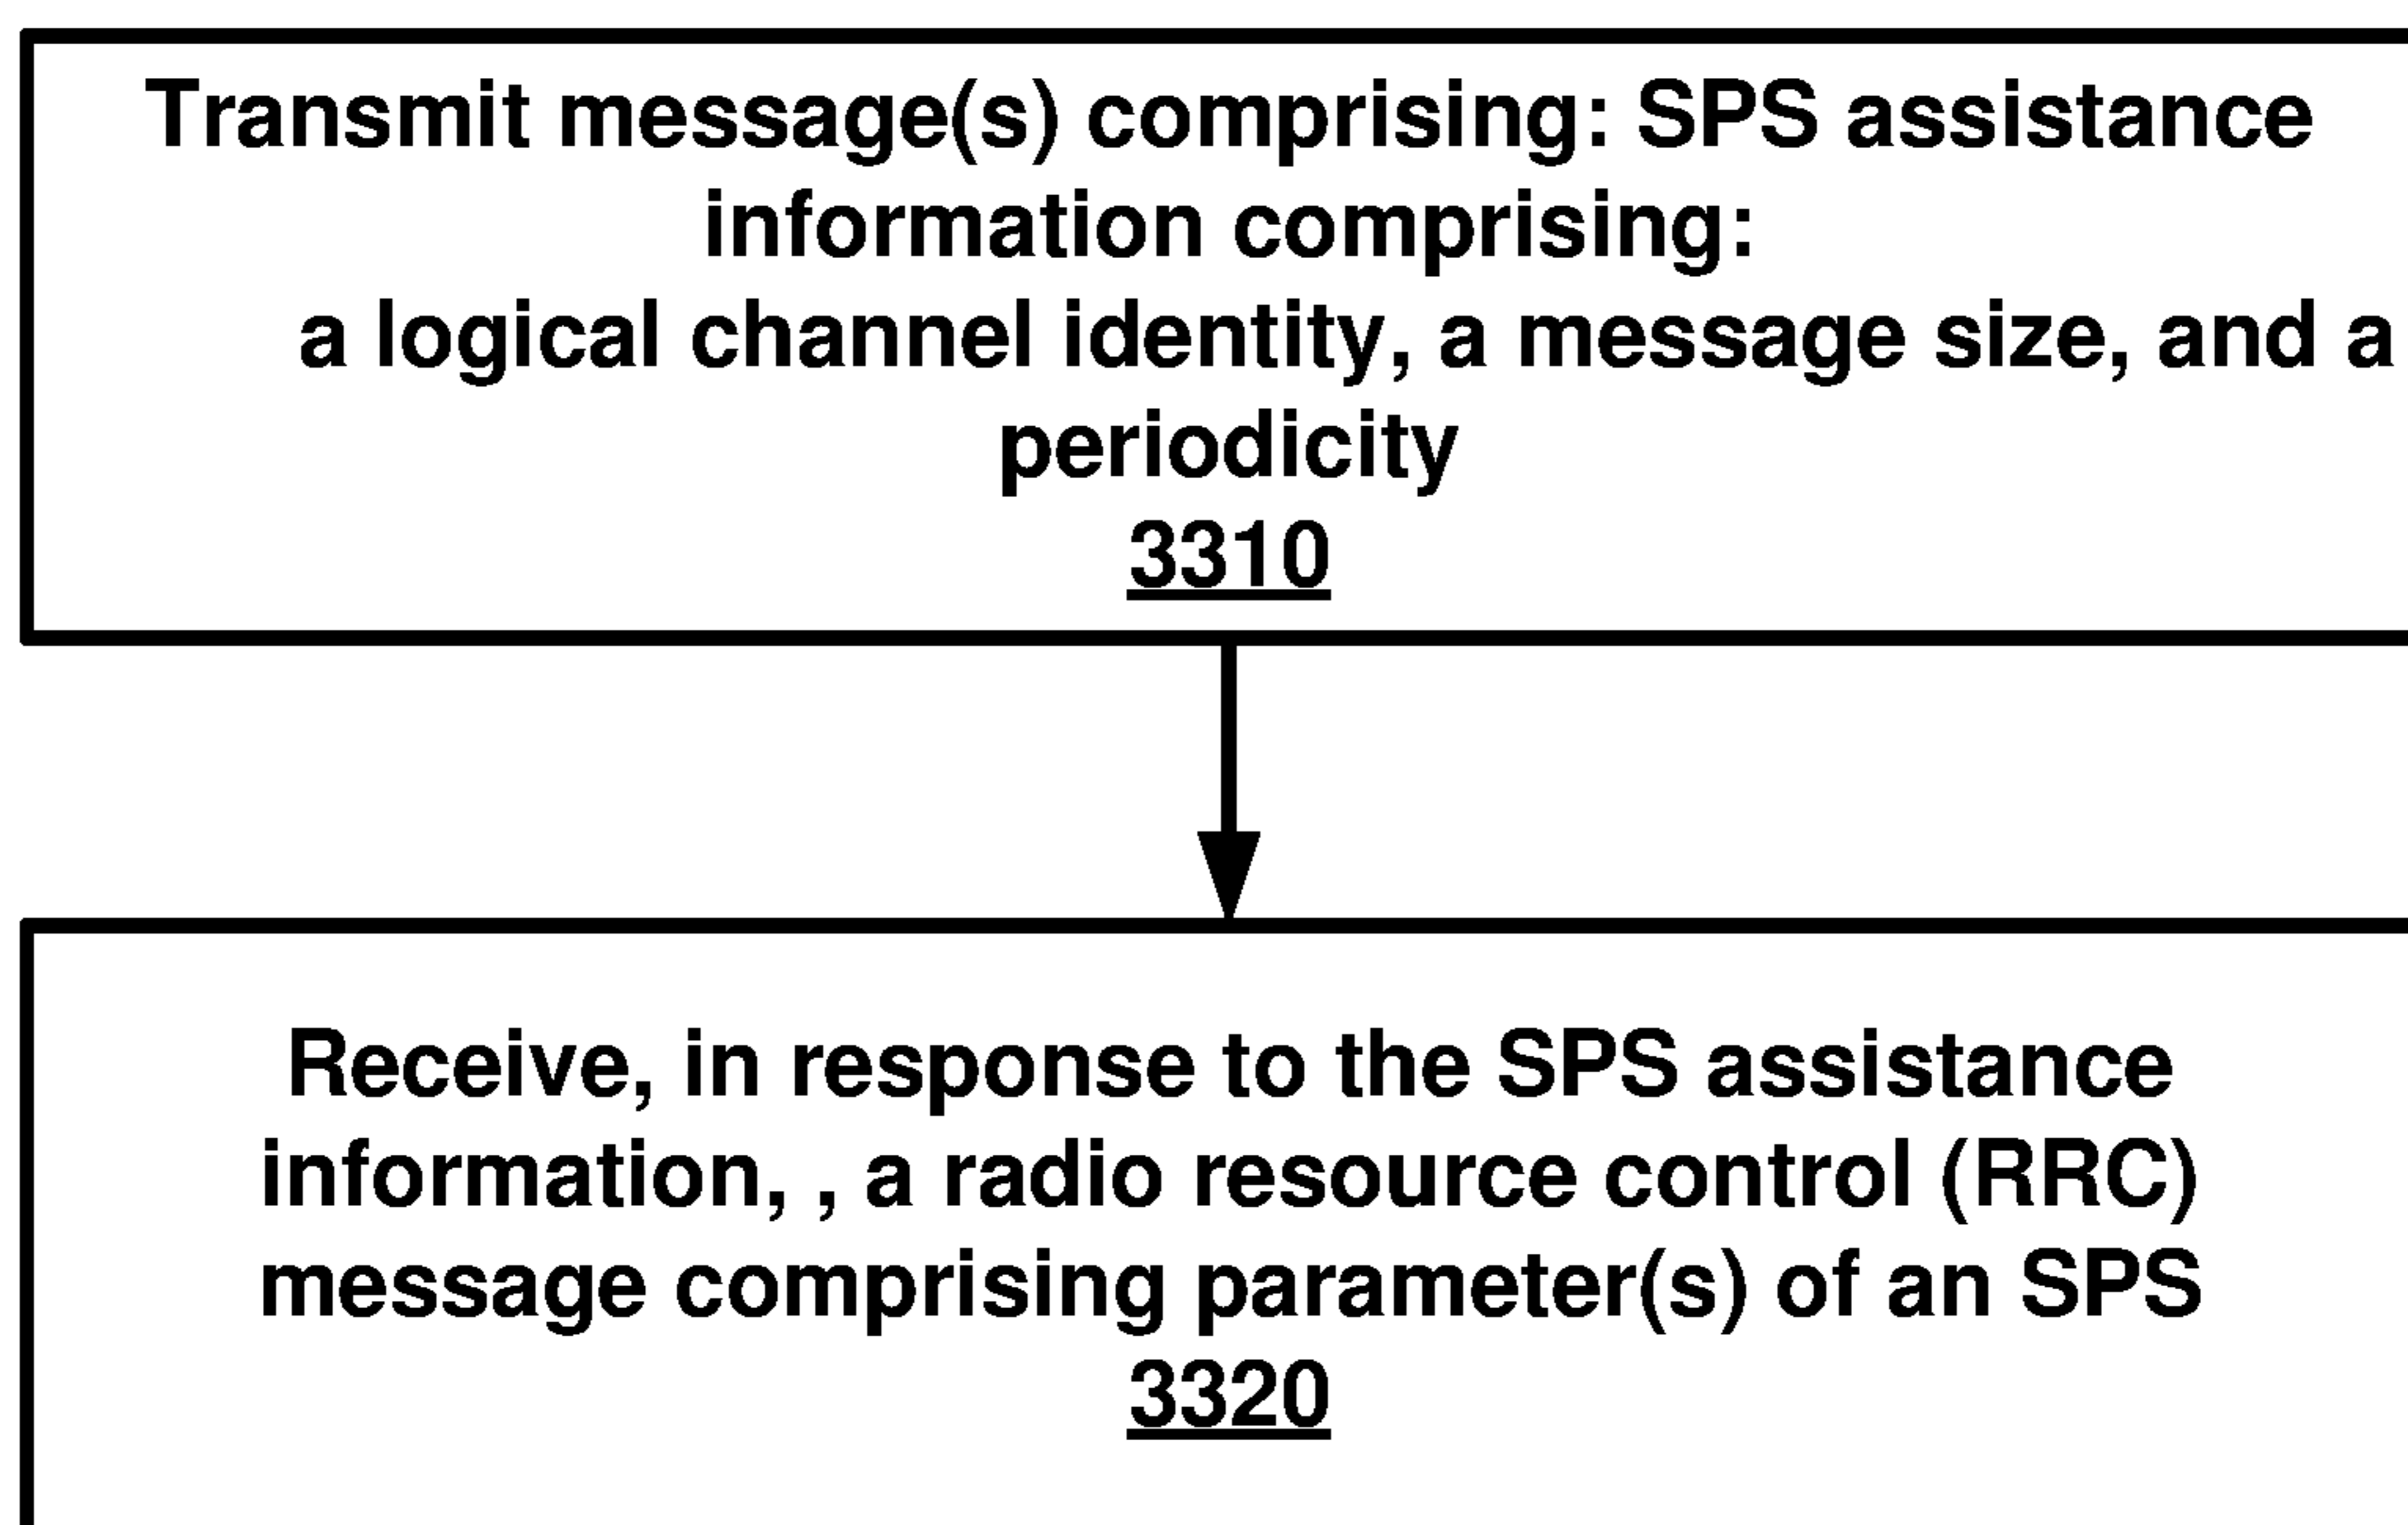 Transmit message(s) comprising: SPS assistance
information comprising:
a logical channel identity, a message size, and a
periodicity
3310
Receive, in response to the SPS assistance
information, , a radio resource control (RRC)
message comprising parameter(s) of an SPS
3320